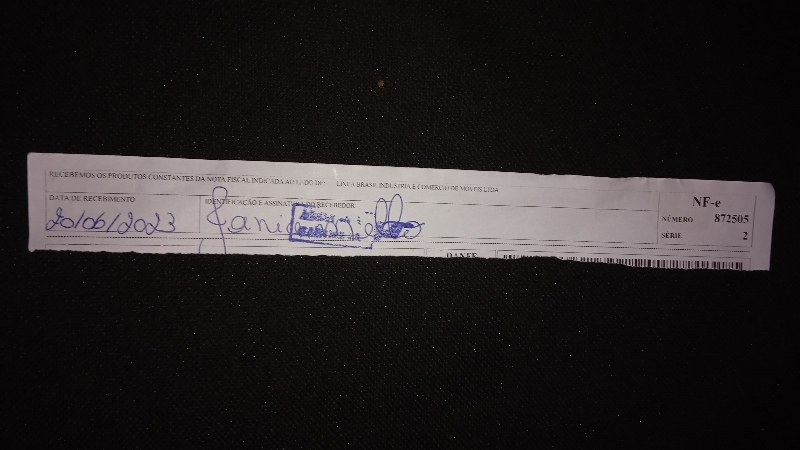 RECEBEMOS OS PRODUTOS CONSTANTES DA NOTA FISCAL INDICADA AO LADO DE: LINEA BRASIL INDUSTRIA E COMERCIO DE MOVEIS LTDA
NF-e
NÚMERO 872505
SÉRIE 2
DATA DE RECEBIMENTO
20/06/2023
IDENTIFICAÇÃO E ASSINATURA DO RECEBEDOR
DANFE